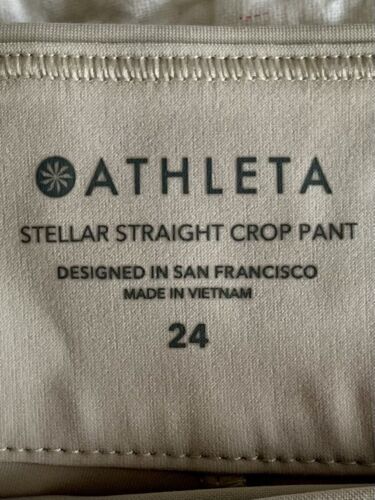 ATHLETA
STELLAR STRAIGHT CROP PANT
DESIGNED IN SAN FRANCISCO
MADE IN VIETNAM
24